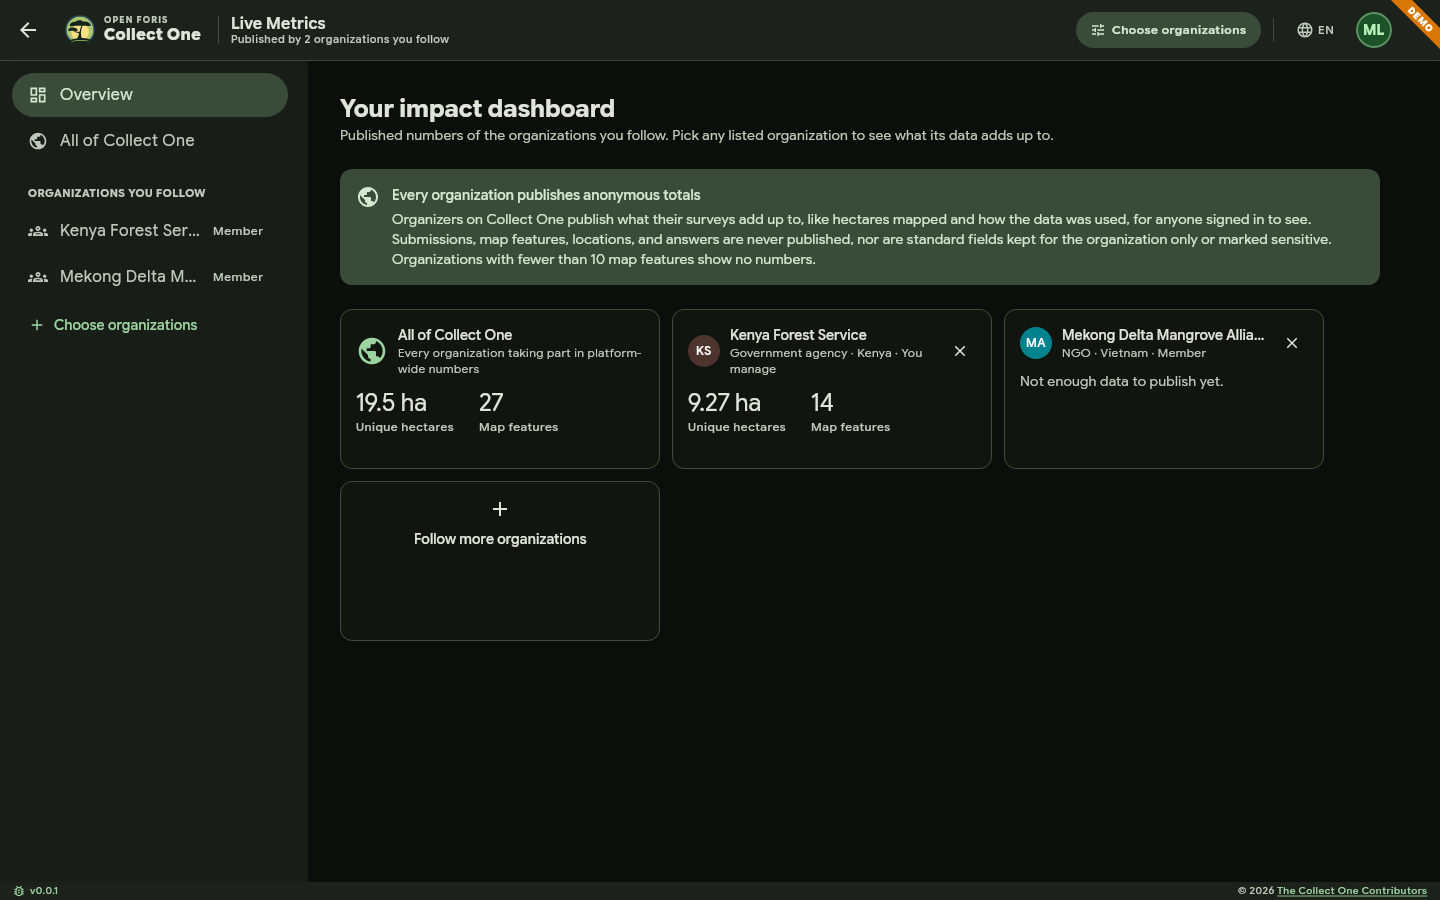 OPEN FORIS
Collect One
Live Metrics
Published by 2 organizations you follow
Choose organizations
EN
ML
DEMO
Overview
All of Collect One
ORGANIZATIONS YOU FOLLOW
Kenya Forest Ser... Member
Mekong Delta M... Member
Choose organizations
Your impact dashboard
Published numbers of the organizations you follow. Pick any listed organization to see what its data adds up to.
Every organization publishes anonymous totals
Organizers on Collect One publish what their surveys add up to, like hectares mapped and how the data was used, for anyone signed in to see.
Submissions, map features, locations, and answers are never published, nor are standard fields kept for the organization only or marked sensitive.
Organizations with fewer than 10 map features show no numbers.
All of Collect One
Every organization taking part in platform-
wide numbers
19.5 ha 27
Unique hectares Map features
KS
Kenya Forest Service
Government agency · Kenya · You
manage
9.27 ha 14
Unique hectares Map features
MA
Mekong Delta Mangrove Allia...
NGO · Vietnam · Member
Not enough data to publish yet.
Follow more organizations
v0.0.1
© 2026 The Collect One Contributors